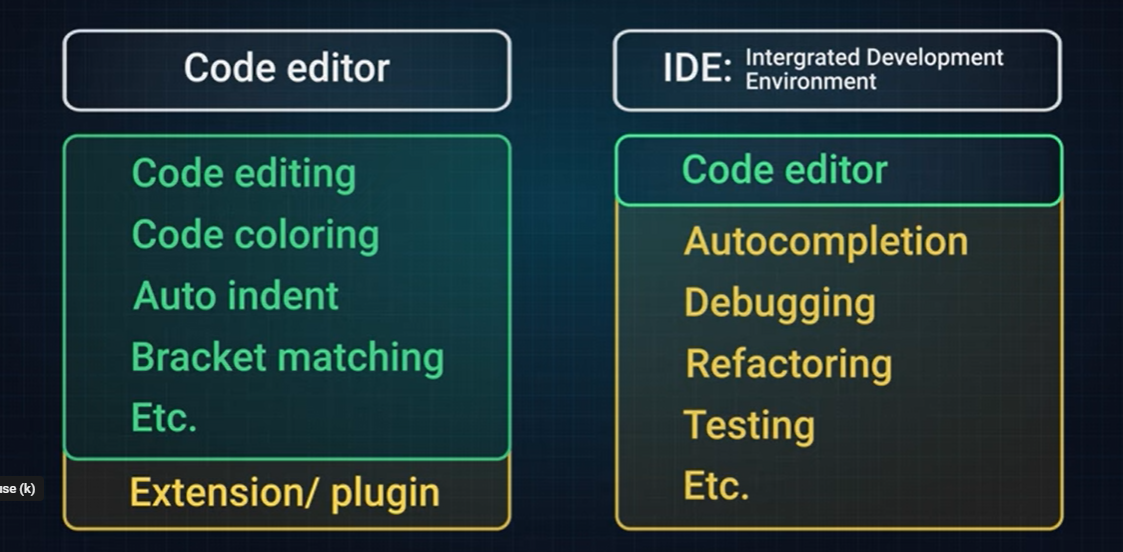 Code editor
Code editing
Code coloring
Auto indent
Bracket matching
Etc.
Extension/ plugin
IDE: Intergrated Development
Environment
Code editor
Autocompletion
Debugging
Refactoring
Testing
Etc.
use (k)